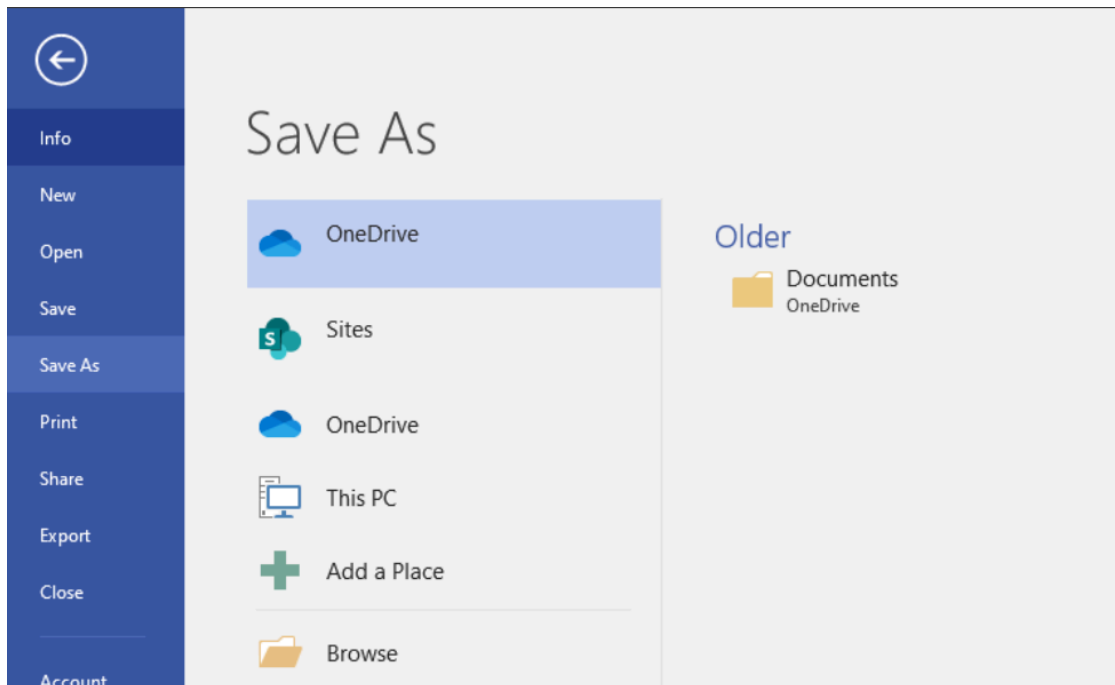 Info
New
Open
Save
Save As
Print
Share
Export
Close
Account
Save As
OneDrive
S
Sites
OneDrive
This PC
Add a Place
Browse
Older
Documents
OneDrive